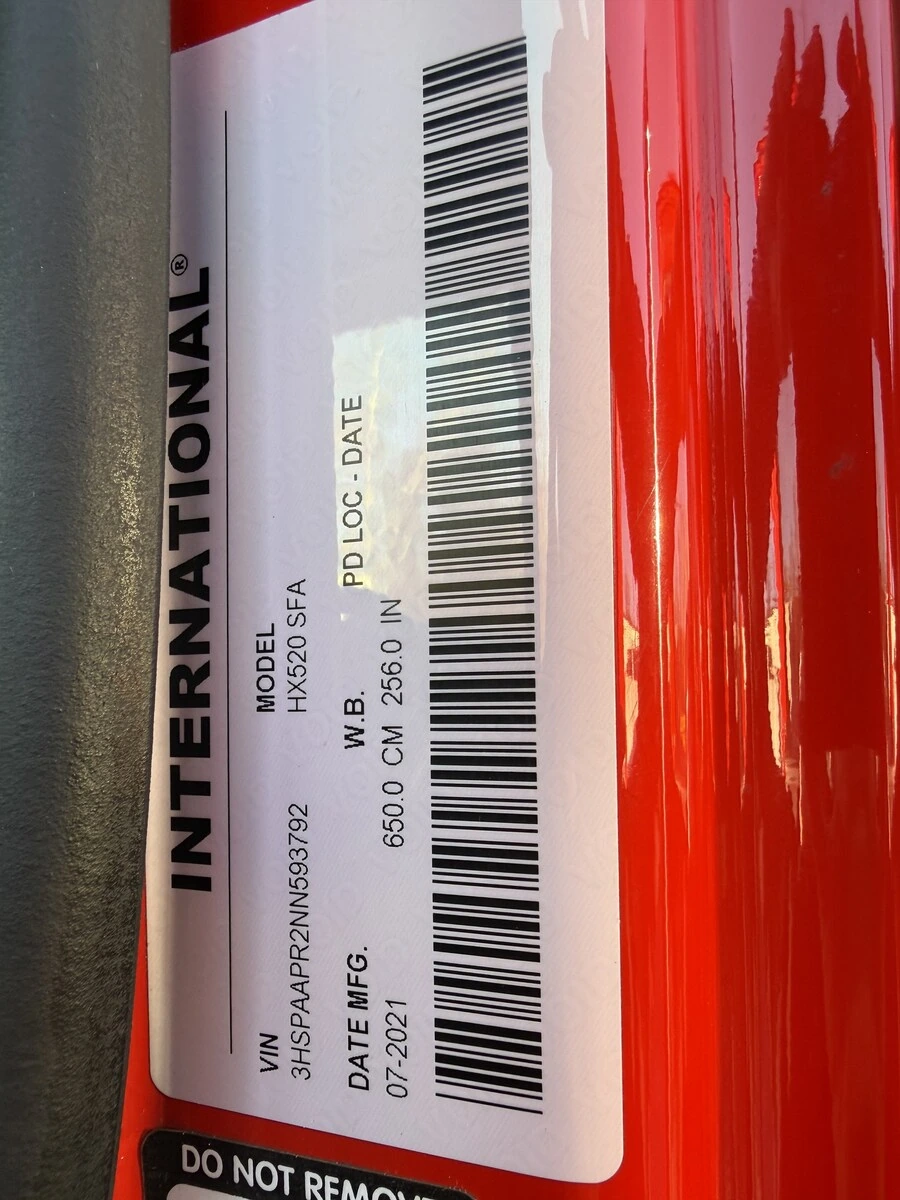 INTERNATIONAL®
VIN MODEL
3HSPAAPR2NN593792 HX520 SFA
DATE MFG. W.B. PD LOC - DATE
07-2021 650.0 CM 256.0 IN
DO NOT REMOVE